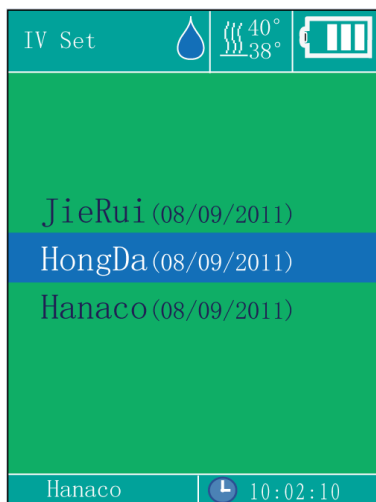 IV Set
40°
38°
JieRui(08/09/2011)
HongDa(08/09/2011)
Hanaco(08/09/2011)
Hanaco
10:02:10